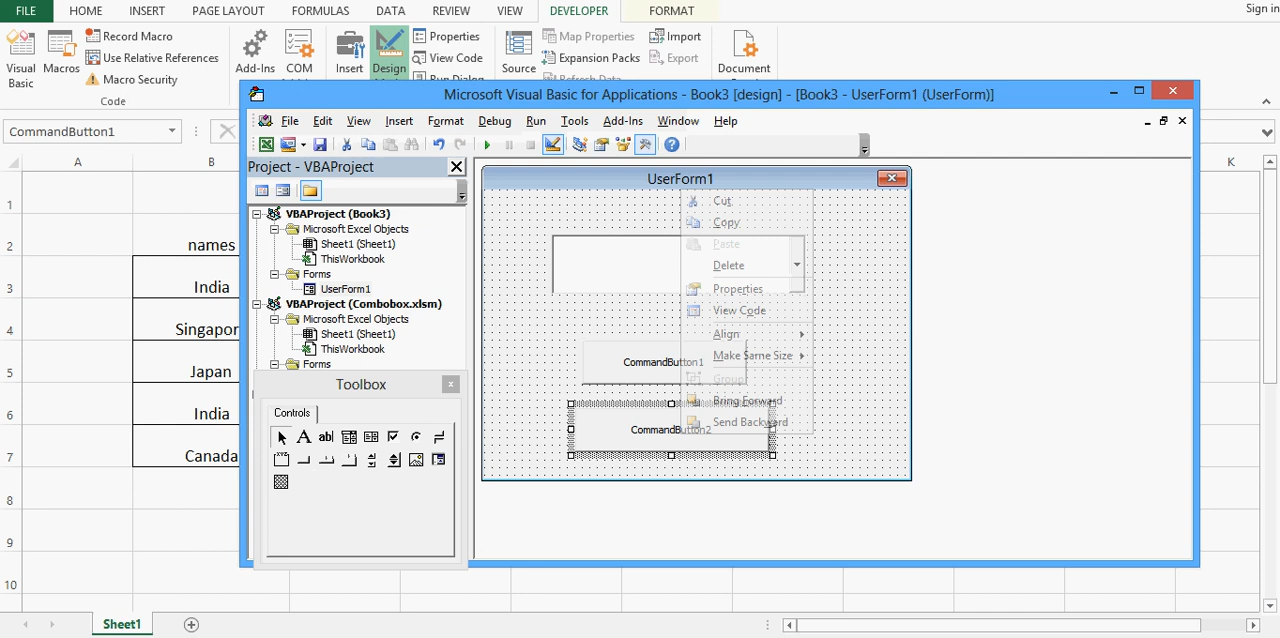 FILE HOME INSERT PAGE LAYOUT FORMULAS DATA REVIEW VIEW DEVELOPER FORMAT Sign in
Visual Basic
Macros
Record Macro
Use Relative References
Macro Security
Code
Add-Ins
COM
Insert
Design
Properties
View Code
Run Dialog
Source
Map Properties
Expansion Packs
Refresh Data
Import
Export
Document
CommandButton1
Microsoft Visual Basic for Applications - Book3 [design] - [Book3 - UserForm1 (UserForm)]
File Edit View Insert Format Debug Run Tools Add-Ins Window Help
Project - VBAProject
VBAProject (Book3)
Microsoft Excel Objects
Sheet1 (Sheet1)
ThisWorkbook
Forms
UserForm1
VBAProject (Combobox.xlsm)
Microsoft Excel Objects
Sheet1 (Sheet1)
ThisWorkbook
Forms
Toolbox
Controls
A
abl
UserForm1
CommandButton1
CommandButton2
Cut
Copy
Paste
Delete
Properties
View Code
Align
Make Same Size
Group
Bring Forward
Send Backward
A B K
1
2 names
3 India
4 Singapor
5 Japan
6 India
7 Canada
8
9
10
Sheet1